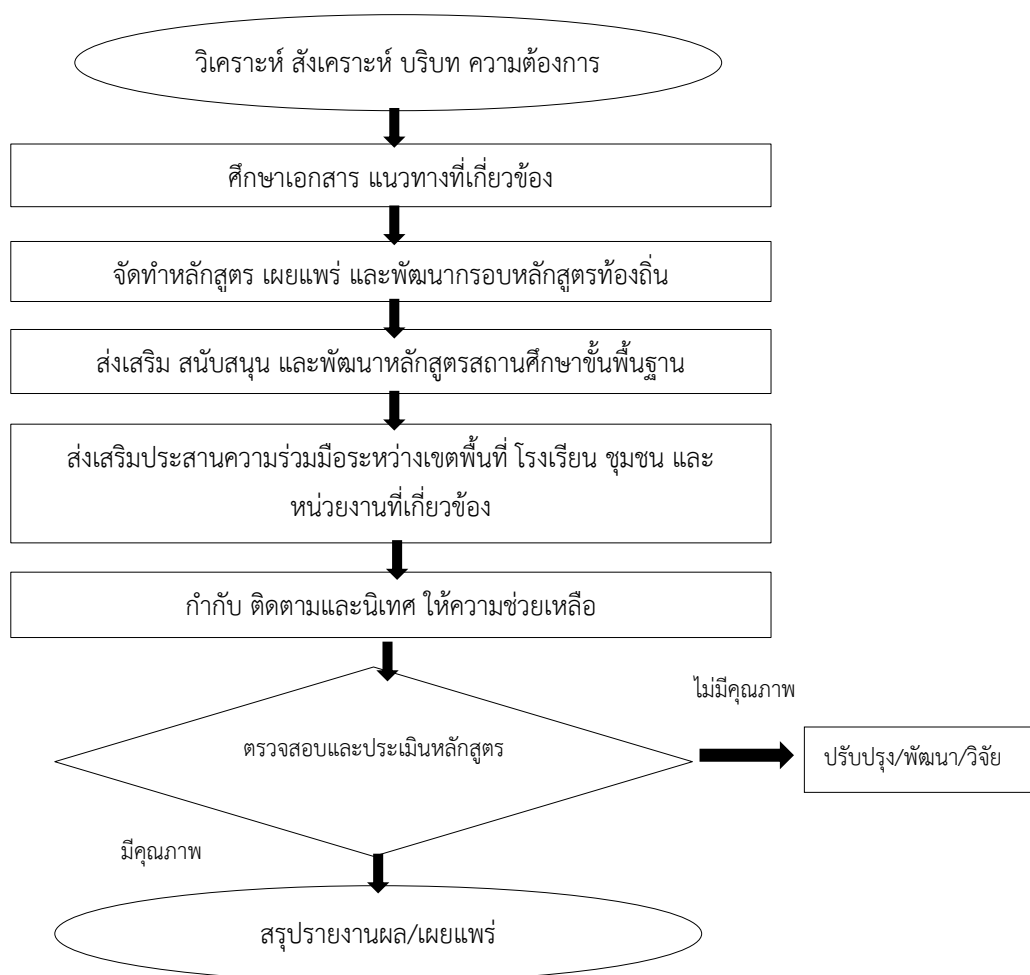 วิเคราะห์ สังเคราะห์ บริบท ความต้องการ
ศึกษาเอกสาร แนวทางที่เกี่ยวข้อง
จัดทำหลักสูตร เผยแพร่ และพัฒนากรอบหลักสูตรท้องถิ่น
ส่งเสริม สนับสนุน และพัฒนาหลักสูตรสถานศึกษาขั้นพื้นฐาน
ส่งเสริมประสานความร่วมมือระหว่างเขตพื้นที่ โรงเรียน ชุมชน และ
หน่วยงานที่เกี่ยวข้อง
กำกับ ติดตามและนิเทศ ให้ความช่วยเหลือ
ไม่มีคุณภาพ
ตรวจสอบและประเมินหลักสูตร
ปรับปรุง/พัฒนา/วิจัย
มีคุณภาพ
สรุปรายงานผล/เผยแพร่